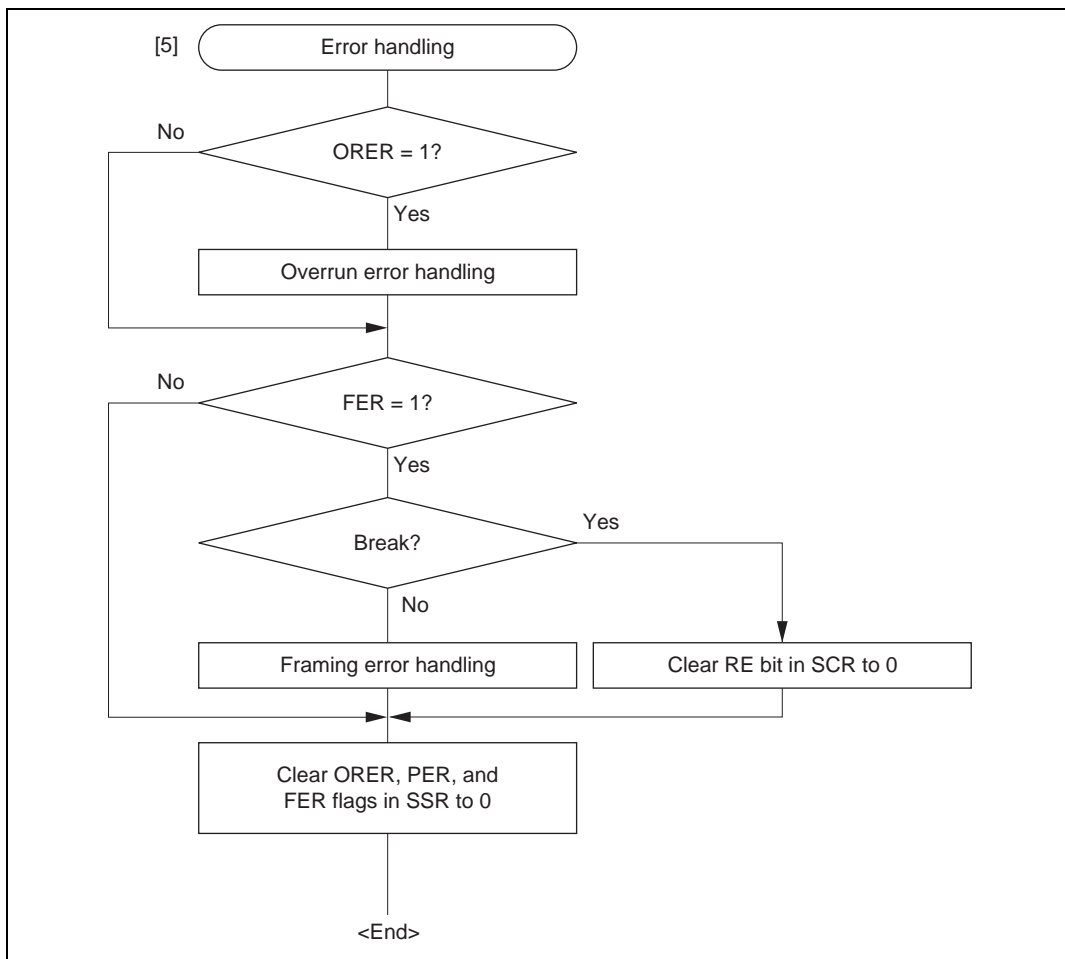 [5]
Error handling
No
ORER = 1?
Yes
Overrun error handling
No
FER = 1?
Yes
Break?
Yes
No
Framing error handling
Clear RE bit in SCR to 0
Clear ORER, PER, and
FER flags in SSR to 0
<End>